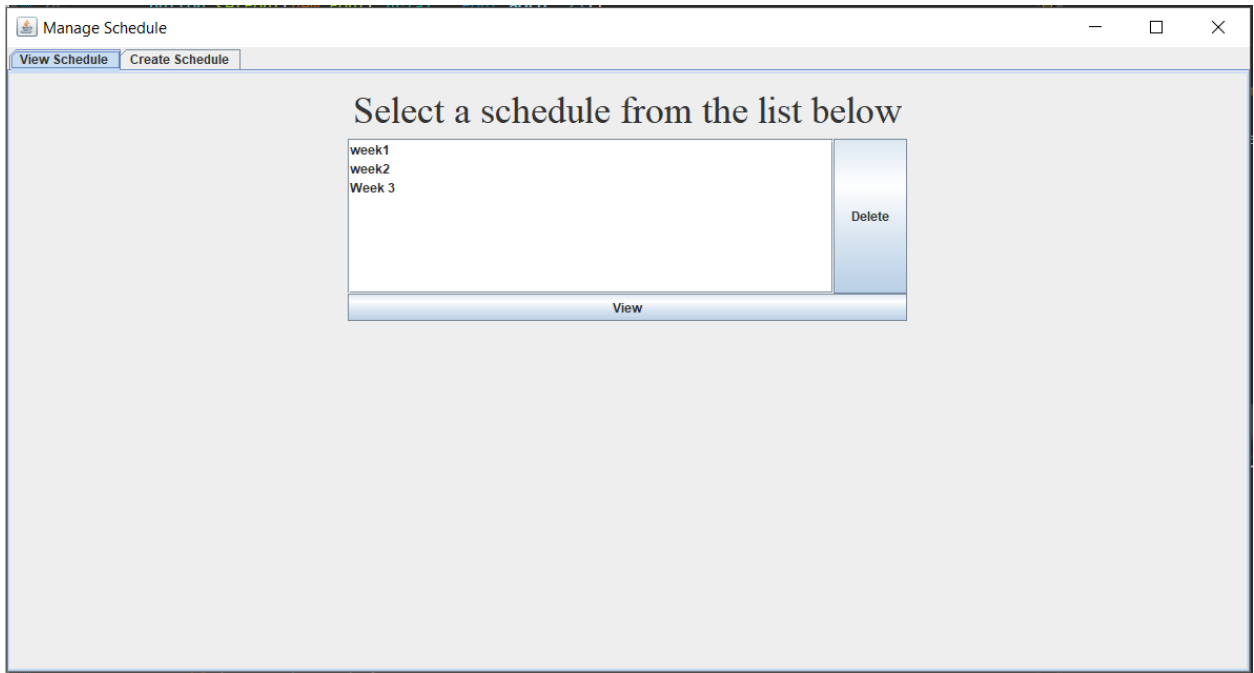 Manage Schedule
View Schedule Create Schedule
Select a schedule from the list below
week1
week2
Week 3
Delete
View